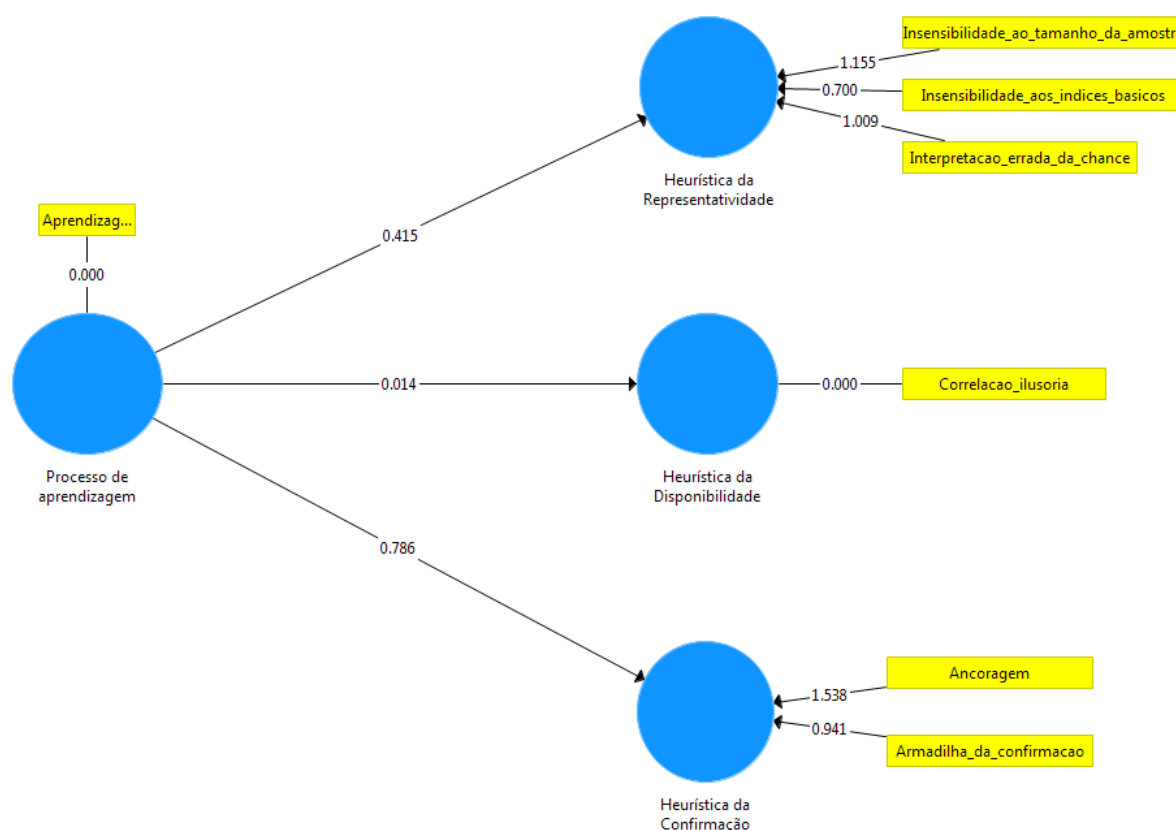 Insensibilidade_ao_tamanho_da_amostr
1.155
0.700
Insensibilidade_aos_indices_basicos
1.009
Interpretacao_errada_da_chance
Heurística da
Representatividade
Aprendizag...
0.000
0.415
0.014
0.000
Correlacao_ilusoria
Processo de
aprendizagem
Heurística da
Disponibilidade
0.786
Ancoragem
1.538
0.941
Armadilha_da_confirmacao
Heurística da
Confirmação